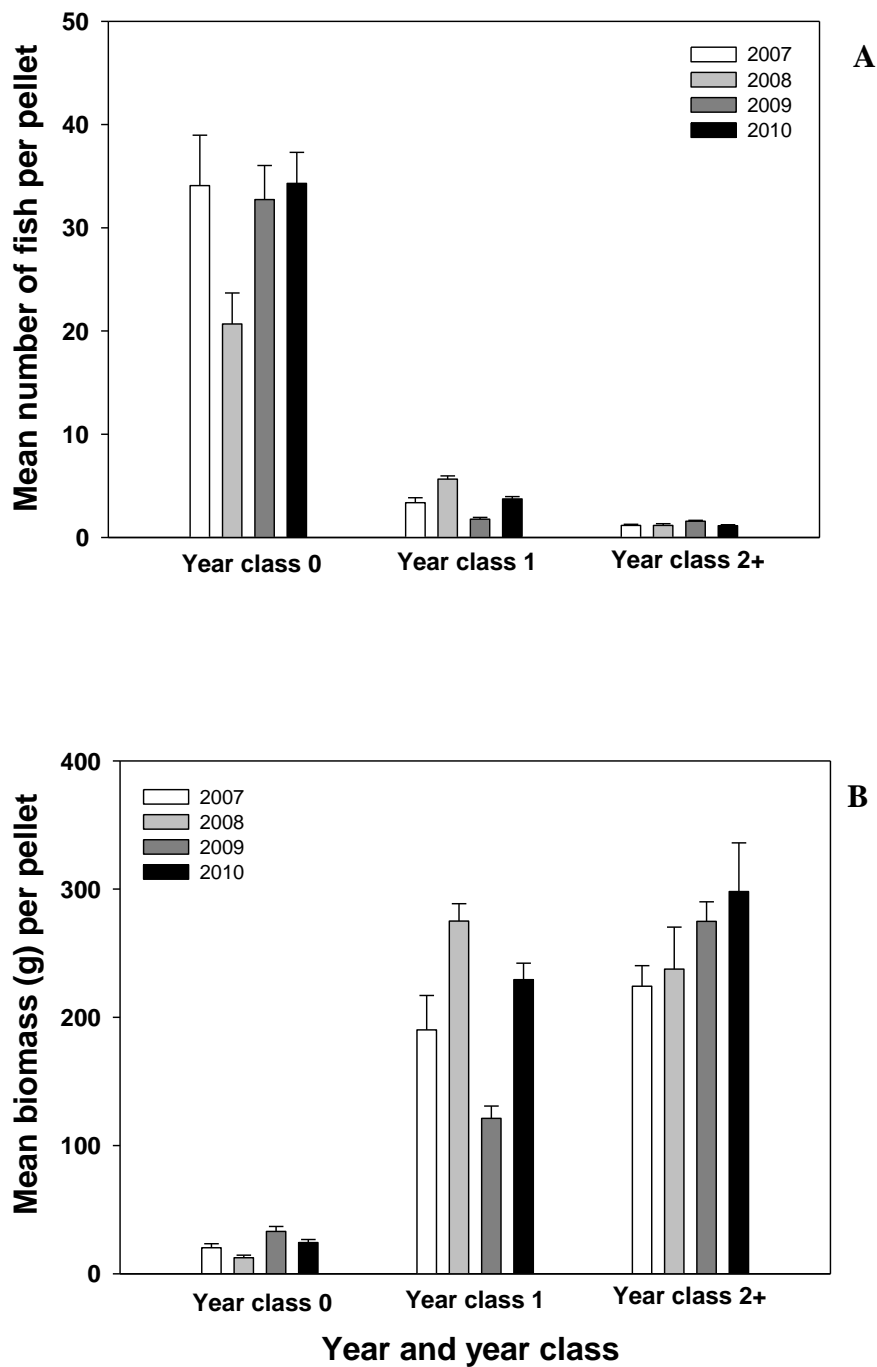 A
Mean number of fish per pellet
50
40
30
20
10
0
2007
2008
2009
2010
Year class 0
Year class 1
Year class 2+
B
Mean biomass (g) per pellet
400
300
200
100
0
2007
2008
2009
2010
Year class 0
Year class 1
Year class 2+
Year and year class